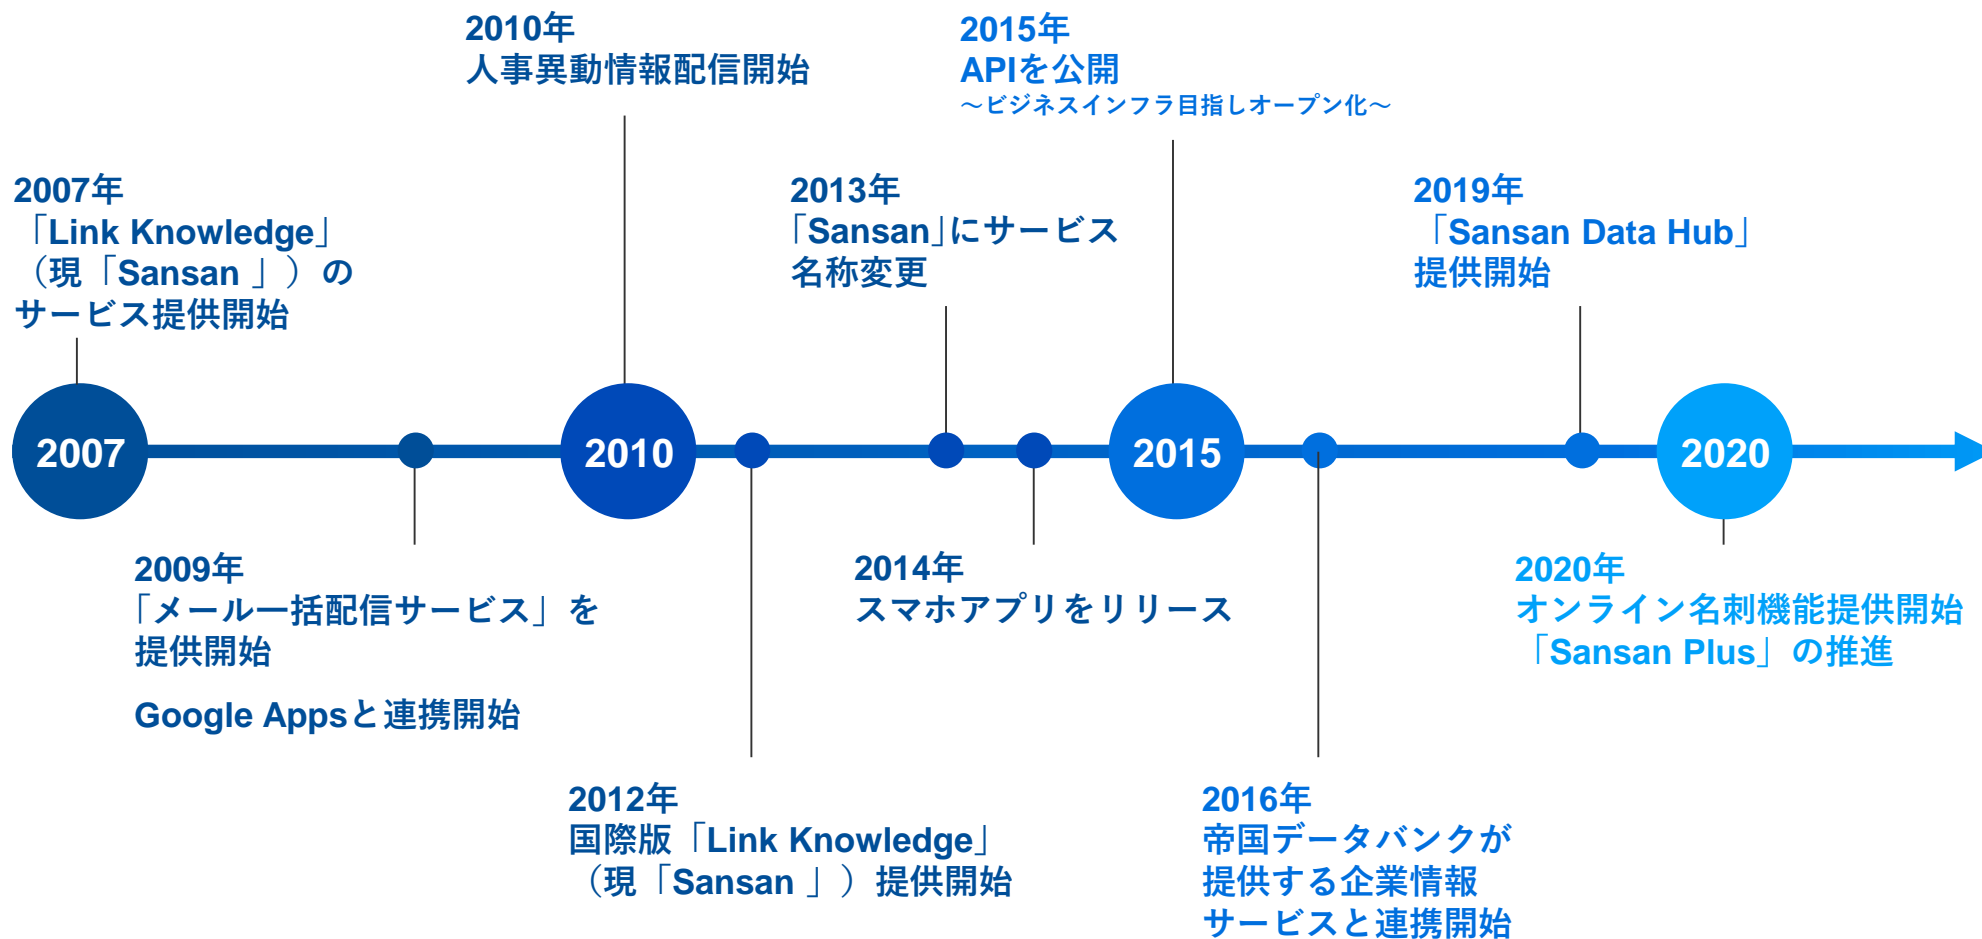 2010年
人事異動情報配信開始
2015年
APIを公開
～ビジネスインフラ目指しオープン化～
2007年
「Link Knowledge」
（現「Sansan 」）の
サービス提供開始
2013年
「Sansan」にサービス
名称変更
2019年
「Sansan Data Hub」
提供開始
2007
2010
2015
2020
2009年
「メール一括配信サービス」を
提供開始
Google Appsと連携開始
2014年
スマホアプリをリリース
2020年
オンライン名刺機能提供開始
「Sansan Plus」の推進
2012年
国際版「Link Knowledge」
（現「Sansan 」）提供開始
2016年
帝国データバンクが
提供する企業情報
サービスと連携開始